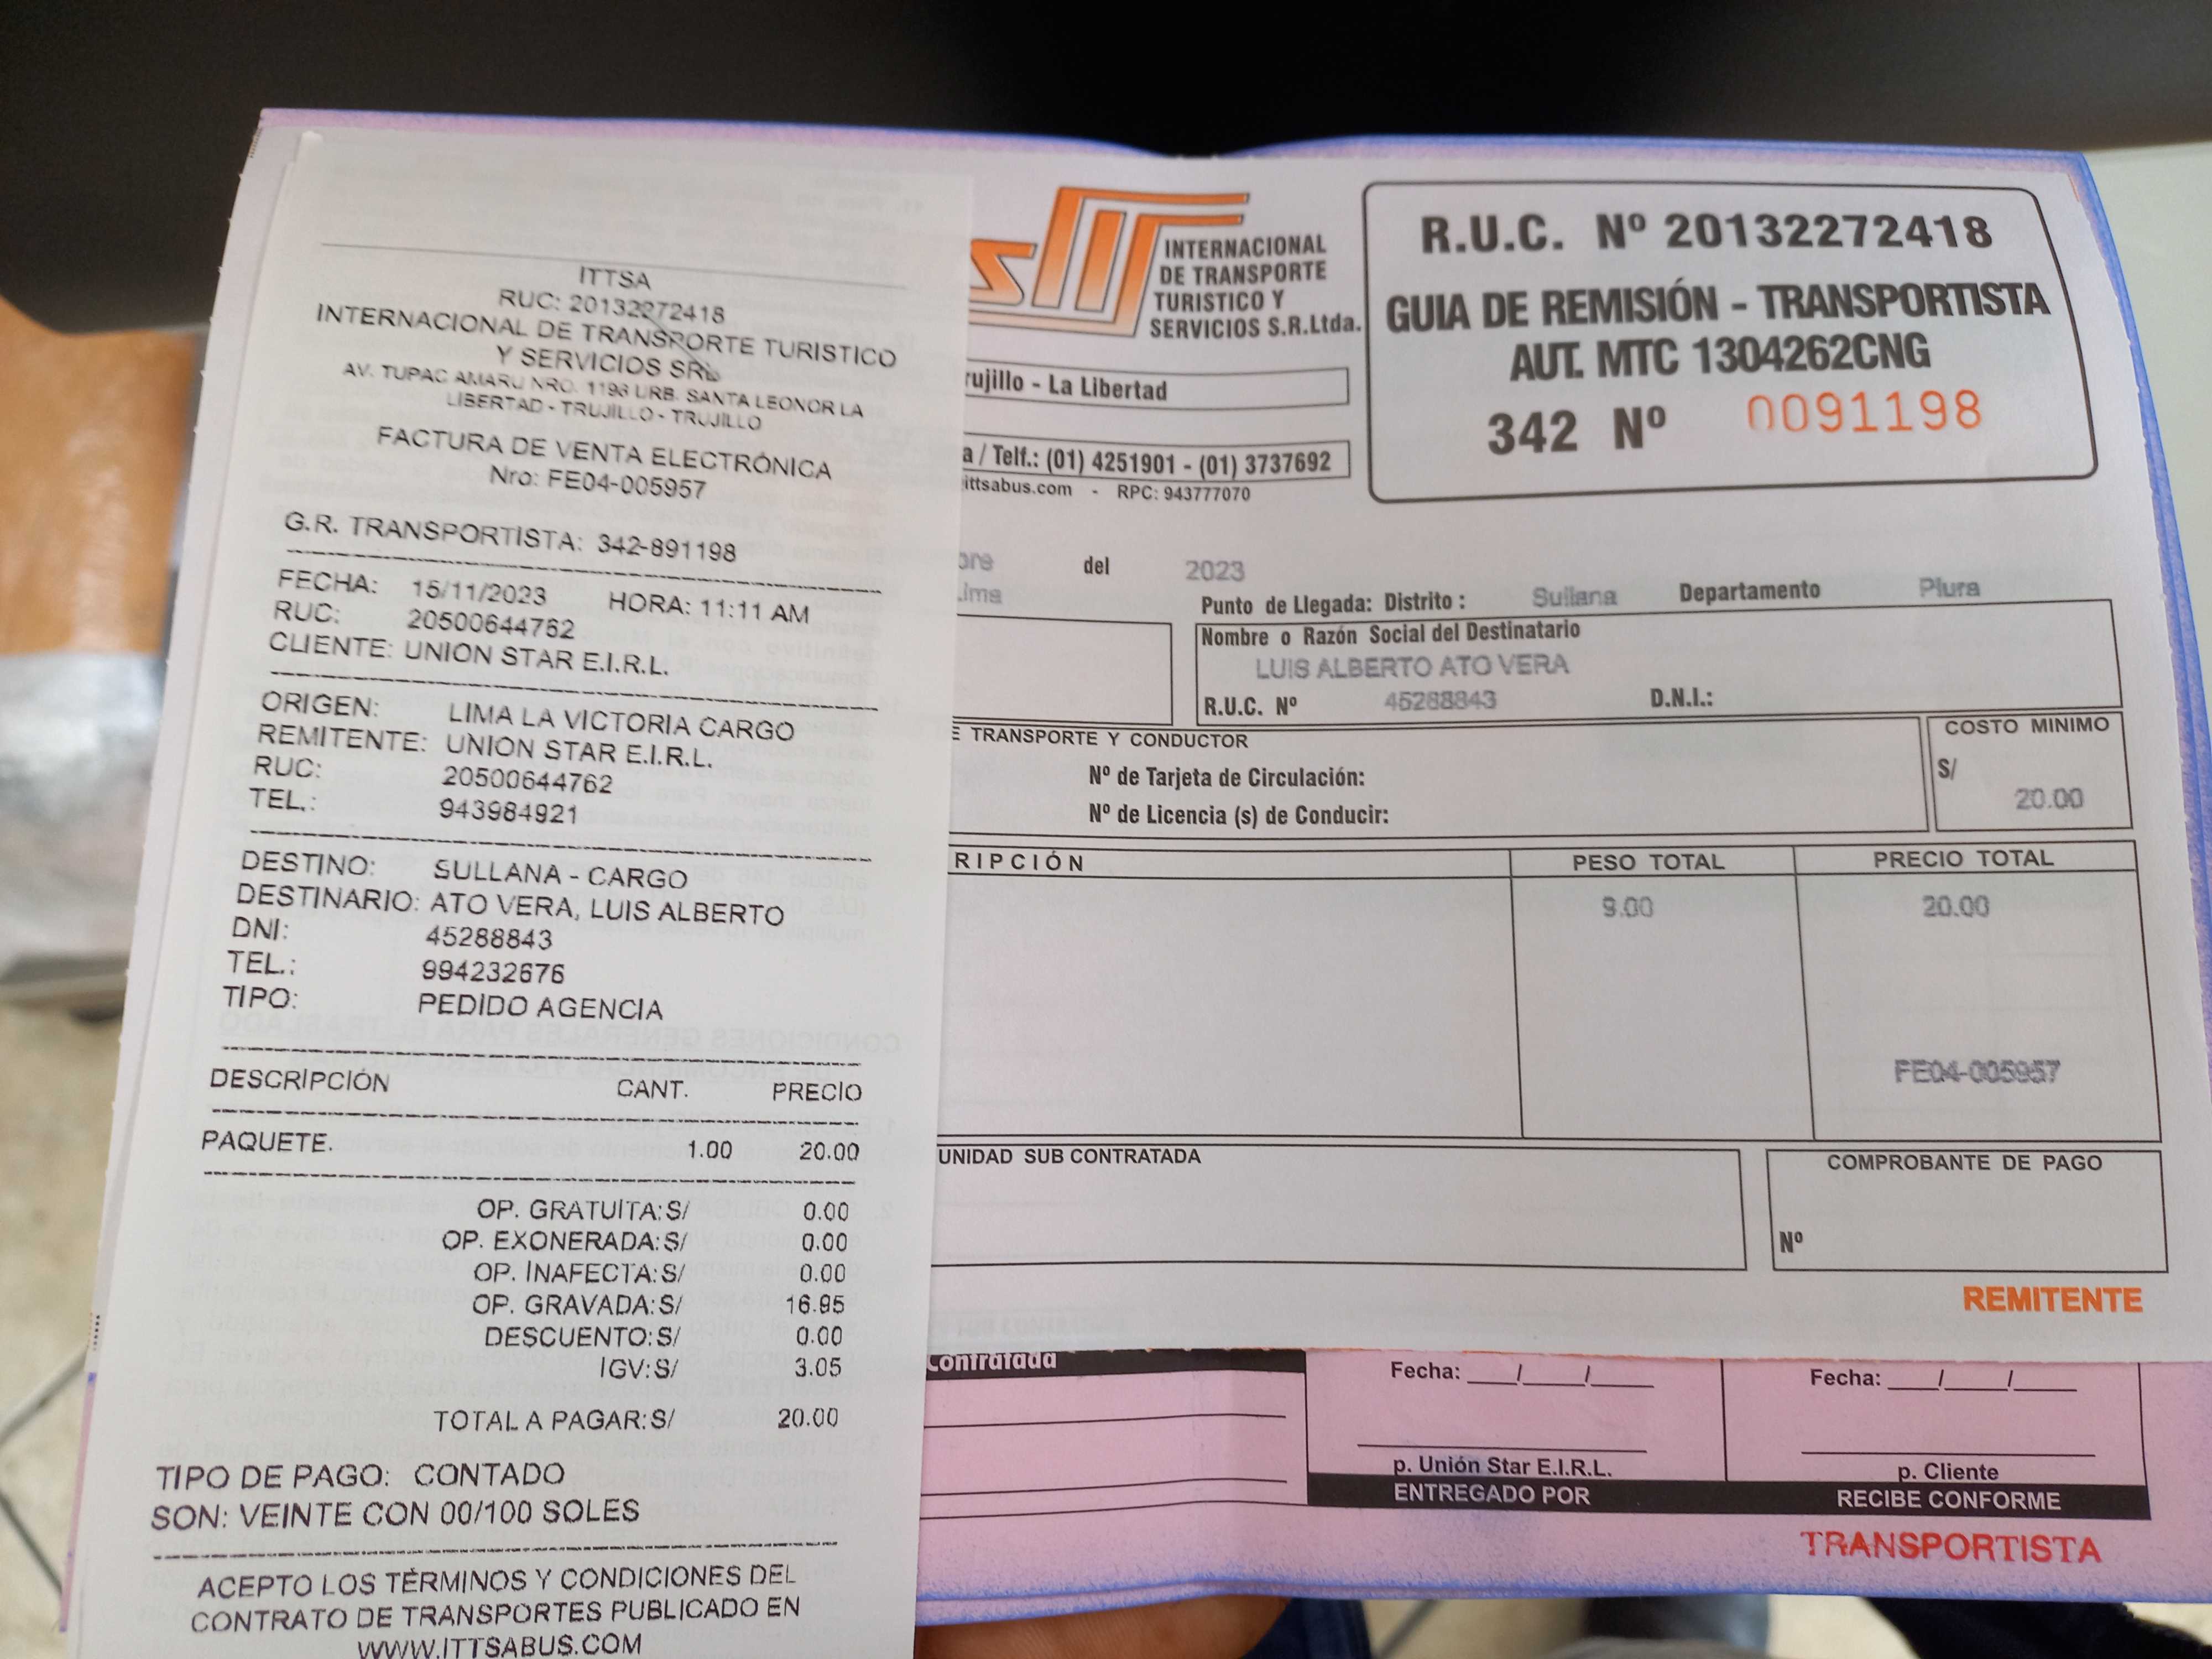 ITTSA
RUC: 20132272418
INTERNACIONAL DE TRANSPORTE TURISTICO
Y SERVICIOS SRL
AV. TUPAC AMARU NRO. 1198 URB. SANTA LEONOR LA
LIBERTAD - TRUJILLO - TRUJILLO
FACTURA DE VENTA ELECTRÓNICA
Nro: FE04-005957
G.R. TRANSPORTISTA: 342-891198
FECHA: 15/11/2023 HORA: 11:11 AM
RUC: 20500644762
CLIENTE: UNION STAR E.I.R.L.
ORIGEN: LIMA LA VICTORIA CARGO
REMITENTE: UNION STAR E.I.R.L.
RUC: 20500644762
TEL.: 943984921
DESTINO: SULLANA - CARGO
DESTINARIO: ATO VERA, LUIS ALBERTO
DNI: 45288843
TEL.: 994232676
TIPO: PEDIDO AGENCIA
DESCRIPCIÓN CANT. PRECIO
PAQUETE. 1.00 20.00
OP. GRATUITA:S/ 0.00
OP. EXONERADA:S/ 0.00
OP. INAFECTA:S/ 0.00
OP. GRAVADA:S/ 16.95
DESCUENTO:S/ 0.00
IGV:S/ 3.05
TOTAL A PAGAR:S/ 20.00
TIPO DE PAGO: CONTADO
SON: VEINTE CON 00/100 SOLES
ACEPTO LOS TÉRMINOS Y CONDICIONES DEL
CONTRATO DE TRANSPORTES PUBLICADO EN
WWW.ITTSABUS.COM
INTERNACIONAL
DE TRANSPORTE
TURISTICO Y
SERVICIOS S.R.Ltda.
rujillo - La Libertad
a / Telf.: (01) 4251901 - (01) 3737692
ittsabus.com - RPC: 943777070
R.U.C. Nº 20132272418
GUIA DE REMISIÓN - TRANSPORTISTA
AUT. MTC 1304262CNG
342 Nº 0091198
bre del 2023
Lima Punto de Llegada: Distrito : Sullana Departamento Piura
Nombre o Razón Social del Destinatario
LUIS ALBERTO ATO VERA
R.U.C. Nº 45288843 D.N.I.:
E TRANSPORTE Y CONDUCTOR
Nº de Tarjeta de Circulación:
Nº de Licencia (s) de Conducir:
COSTO MINIMO
S/
20.00
RIPCIÓN PESO TOTAL PRECIO TOTAL
9.00 20.00
FE04-005957
UNIDAD SUB CONTRATADA
COMPROBANTE DE PAGO
Nº
REMITENTE
Contratada
Fecha: ___/___/___ Fecha: ___/___/___
p. Unión Star E.I.R.L. p. Cliente
ENTREGADO POR RECIBE CONFORME
TRANSPORTISTA